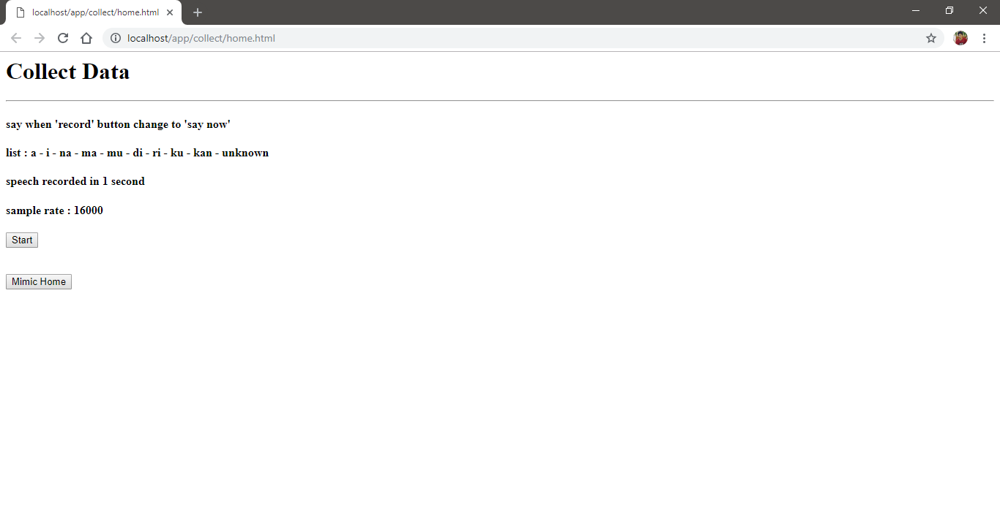 localhost/app/collect/home.html
localhost/app/collect/home.html
Collect Data
say when 'record' button change to 'say now'
list : a - i - na - ma - mu - di - ri - ku - kan - unknown
speech recorded in 1 second
sample rate : 16000
Start
Mimic Home